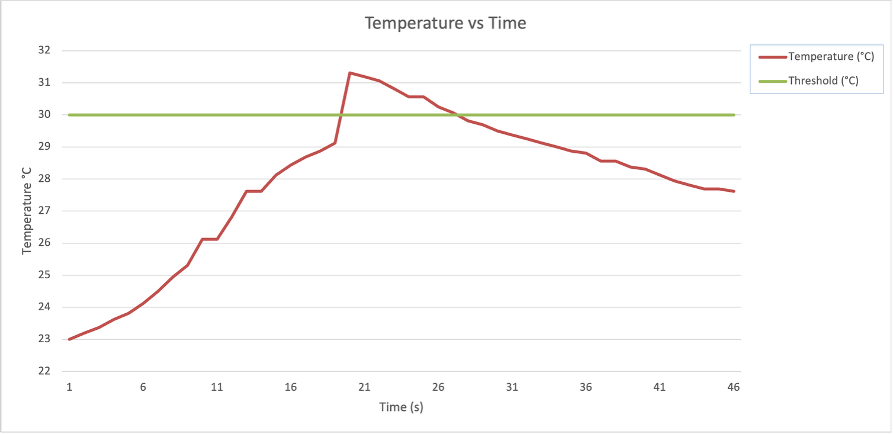 Temperature vs Time
32
31
30
29
28
27
26
25
24
23
22
Temperature °C
1 6 11 16 21 26 31 36 41 46
Time (s)
Temperature (°C)
Threshold (°C)